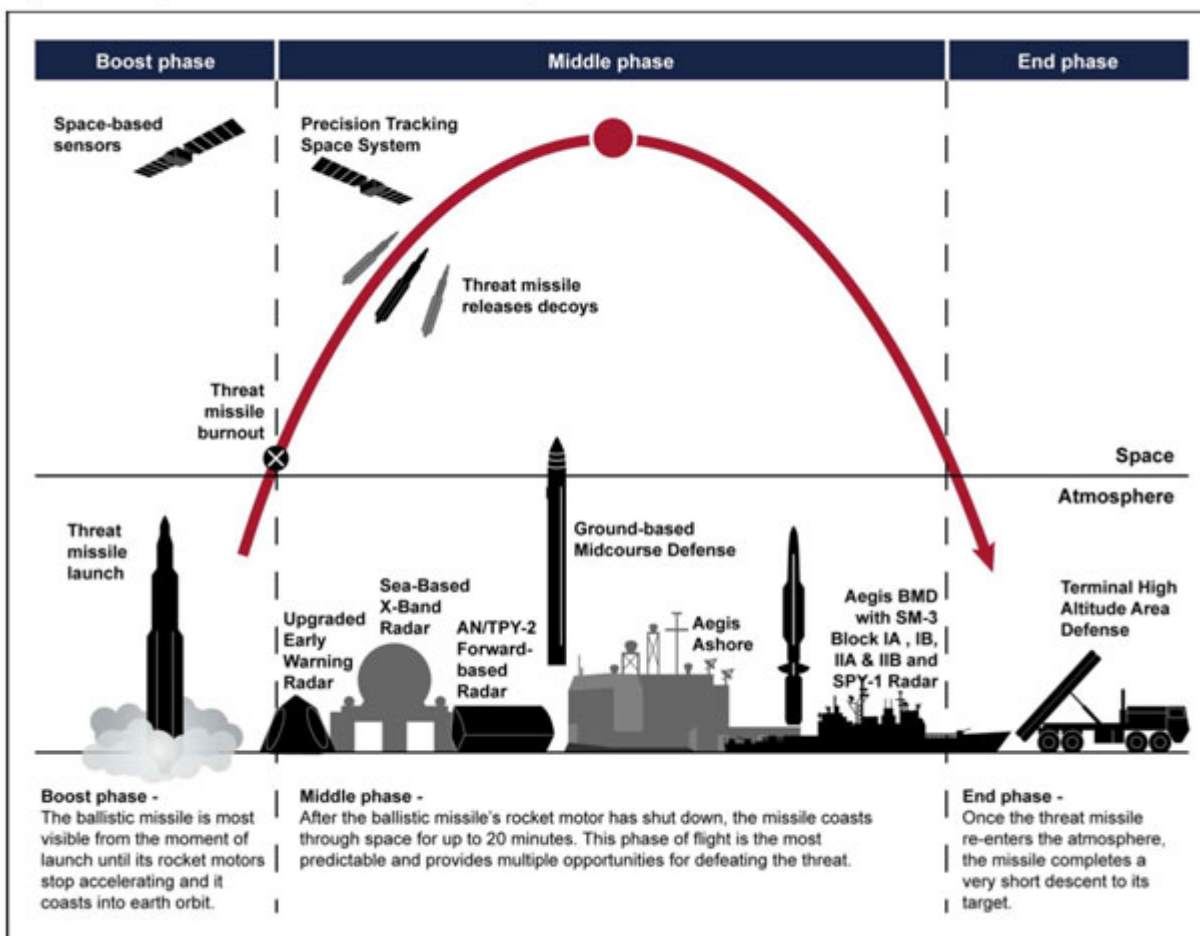 Boost phase
Middle phase
End phase
Space-based
sensors
Precision Tracking
Space System
Threat missile
releases decoys
Threat
missile
burnout
Space
Atmosphere
Threat
missile
launch
Ground-based
Midcourse Defense
Upgraded
Early
Warning
Radar
Sea-Based
X-Band
Radar
AN/TPY-2
Forward-
based
Radar
Aegis
Ashore
Aegis BMD
with SM-3
Block IA , IB,
IIA & IIB and
SPY-1 Radar
Terminal High
Altitude Area
Defense
Boost phase -
The ballistic missile is most
visible from the moment of
launch until its rocket motors
stop accelerating and it
coasts into earth orbit.
Middle phase -
After the ballistic missile's rocket motor has shut down, the missile coasts
through space for up to 20 minutes. This phase of flight is the most
predictable and provides multiple opportunities for defeating the threat.
End phase -
Once the threat missile
re-enters the atmosphere,
the missile completes a
very short descent to its
target.